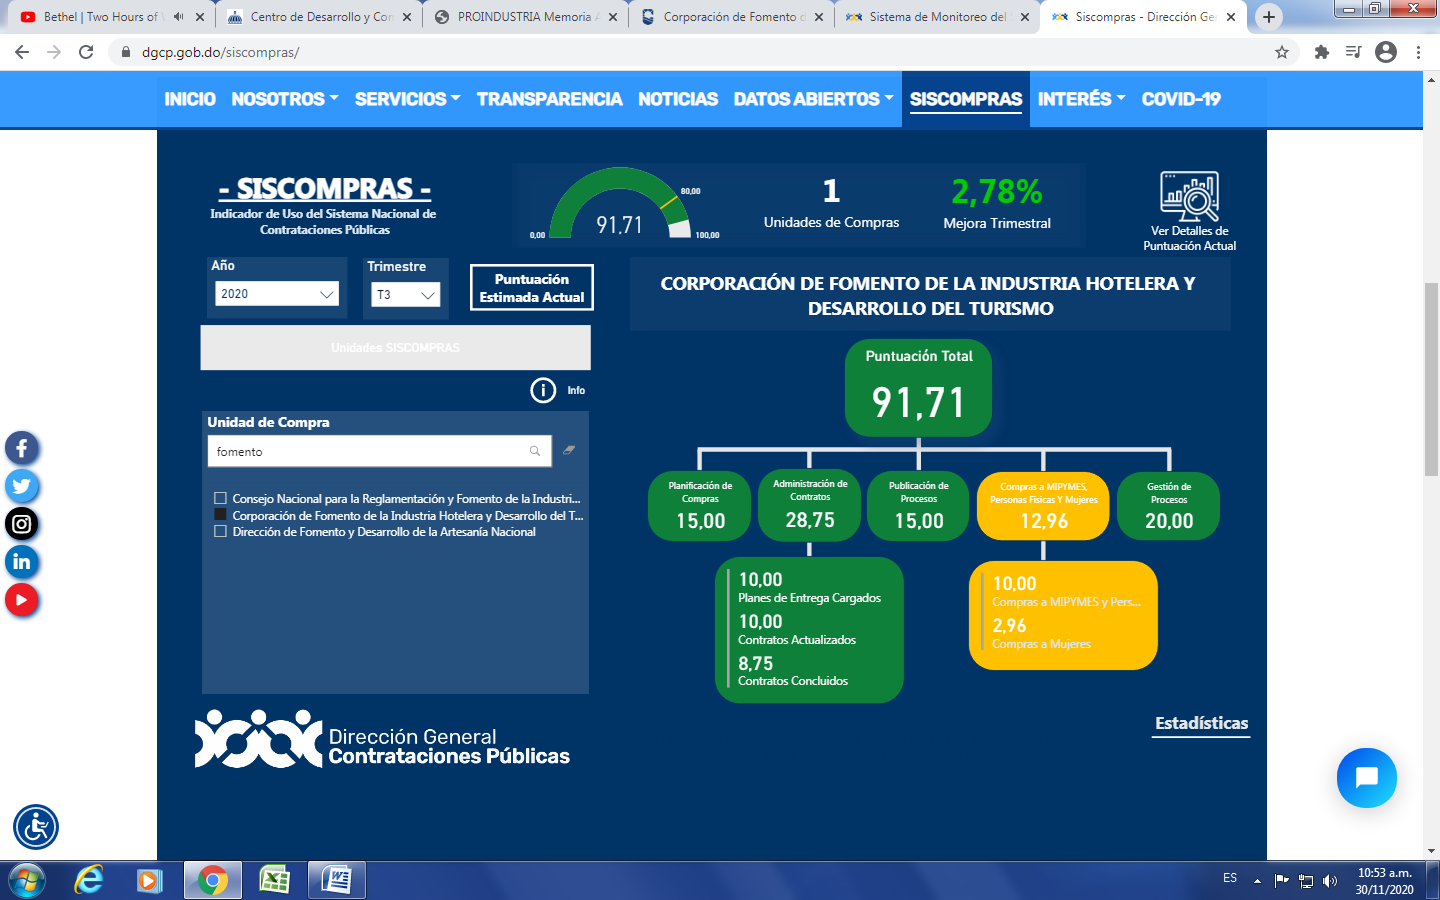 Bethel | Two Hours of
Centro de Desarrollo y Con
PROINDUSTRIA Memoria
Corporación de Fomento d
Sistema de Monitoreo del
Siscompras - Dirección Ge
dgcp.gob.do/siscompras/
INICIO NOSOTROS SERVICIOS TRANSPARENCIA NOTICIAS DATOS ABIERTOS SISCOMPRAS INTERÉS COVID-19
- SISCOMPRAS -
Indicador de Uso del Sistema Nacional de
Contrataciones Públicas
80,00
91,71
0,00
100,00
1
Unidades de Compras
2,78%
Mejora Trimestral
Ver Detalles de
Puntuación Actual
Año
2020
Trimestre
T3
Puntuación
Estimada Actual
Unidades SISCOMPRAS
Info
Unidad de Compra
fomento
Consejo Nacional para la Reglamentación y Fomento de la Industri...
Corporación de Fomento de la Industria Hotelera y Desarrollo del T...
Dirección de Fomento y Desarrollo de la Artesanía Nacional
CORPORACIÓN DE FOMENTO DE LA INDUSTRIA HOTELERA Y
DESARROLLO DEL TURISMO
Puntuación Total
91,71
Planificación de
Compras
15,00
Administración de
Contratos
28,75
Publicación de
Procesos
15,00
Compras a MIPYMES,
Personas Fisicas Y Mujeres
12,96
Gestión de
Procesos
20,00
10,00
Planes de Entrega Cargados
10,00
Contratos Actualizados
8,75
Contratos Concluidos
10,00
Compras a MIPYMES y Pers...
2,96
Compras a Mujeres
Dirección General
Contrataciones Públicas
Estadísticas
ES
10:53 a.m.
30/11/2020